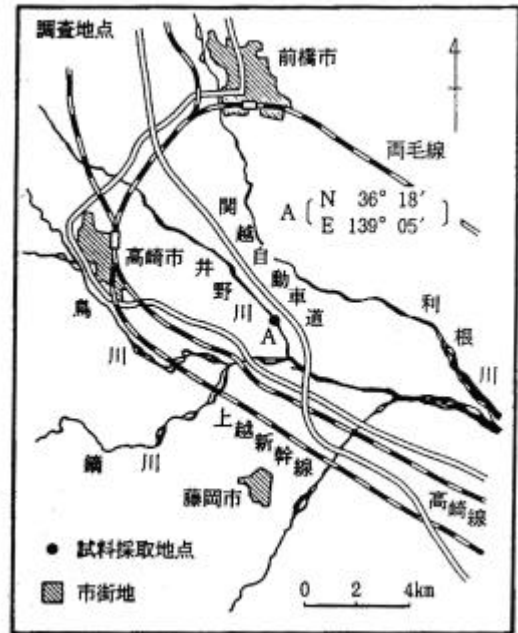 調査地点
前橋市
4
両毛線
A ( N 36° 18′
E 139° 05′ )
関越自動車道
高崎市
井野川
利根川
A
烏川
上越新幹線
鏑川
藤岡市
高崎線
● 試料採取地点
市街地
0 2 4km